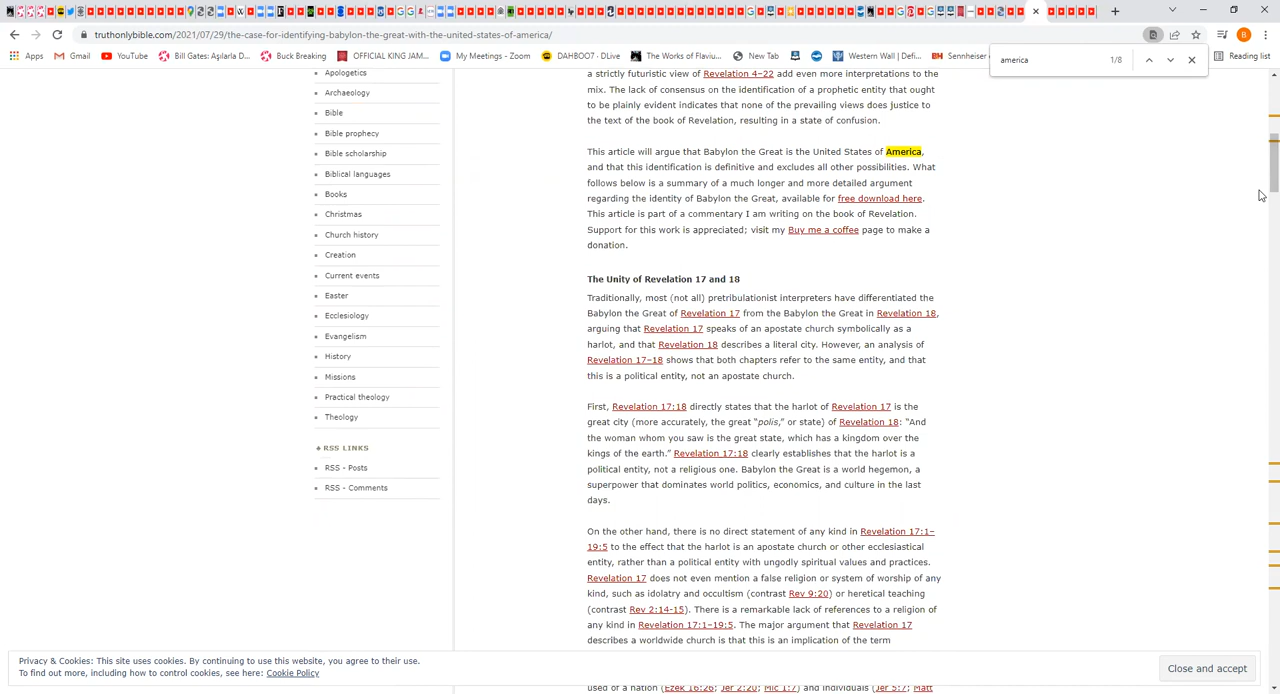 truthonlybible.com/2021/07/29/the-case-for-identifying-babylon-the-great-with-the-united-states-of-america/
Apps Gmail YouTube Bill Gates: Aşılarla D... Buck Breaking OFFICIAL KING JAM... My Meetings - Zoom DAHBOO7 - DLive The Works of Flaviu... New Tab Western Wall | Defi... Sennheiser Reading list
america 1/8
Apologetics
Archaeology
Bible
Bible prophecy
Bible scholarship
Biblical languages
Books
Christmas
Church history
Creation
Current events
Easter
Ecclesiology
Evangelism
History
Missions
Practical theology
Theology
RSS LINKS
RSS - Posts
RSS - Comments
a strictly futuristic view of Revelation 4–22 add even more interpretations to the
mix. The lack of consensus on the identification of a prophetic entity that ought
to be plainly evident indicates that none of the prevailing views does justice to
the text of the book of Revelation, resulting in a state of confusion.
This article will argue that Babylon the Great is the United States of America,
and that this identification is definitive and excludes all other possibilities. What
follows below is a summary of a much longer and more detailed argument
regarding the identity of Babylon the Great, available for free download here.
This article is part of a commentary I am writing on the book of Revelation.
Support for this work is appreciated; visit my Buy me a coffee page to make a
donation.
The Unity of Revelation 17 and 18
Traditionally, most (not all) pretribulationist interpreters have differentiated the
Babylon the Great of Revelation 17 from the Babylon the Great in Revelation 18,
arguing that Revelation 17 speaks of an apostate church symbolically as a
harlot, and that Revelation 18 describes a literal city. However, an analysis of
Revelation 17–18 shows that both chapters refer to the same entity, and that
this is a political entity, not an apostate church.
First, Revelation 17:18 directly states that the harlot of Revelation 17 is the
great city (more accurately, the great “polis,” or state) of Revelation 18: “And
the woman whom you saw is the great state, which has a kingdom over the
kings of the earth.” Revelation 17:18 clearly establishes that the harlot is a
political entity, not a religious one. Babylon the Great is a world hegemon, a
superpower that dominates world politics, economics, and culture in the last
days.
On the other hand, there is no direct statement of any kind in Revelation 17:1–
19:5 to the effect that the harlot is an apostate church or other ecclesiastical
entity, rather than a political entity with ungodly spiritual values and practices.
Revelation 17 does not even mention a false religion or system of worship of any
kind, such as idolatry and occultism (contrast Rev 9:20) or heretical teaching
(contrast Rev 2:14-15). There is a remarkable lack of references to a religion of
any kind in Revelation 17:1–19:5. The major argument that Revelation 17
describes a worldwide church is that this is an implication of the term
used of a nation (Ezek 16:26; Jer 2:20; Mic 1:7) and individuals (Jer 5:7; Matt
Privacy & Cookies: This site uses cookies. By continuing to use this website, you agree to their use.
To find out more, including how to control cookies, see here: Cookie Policy
Close and accept